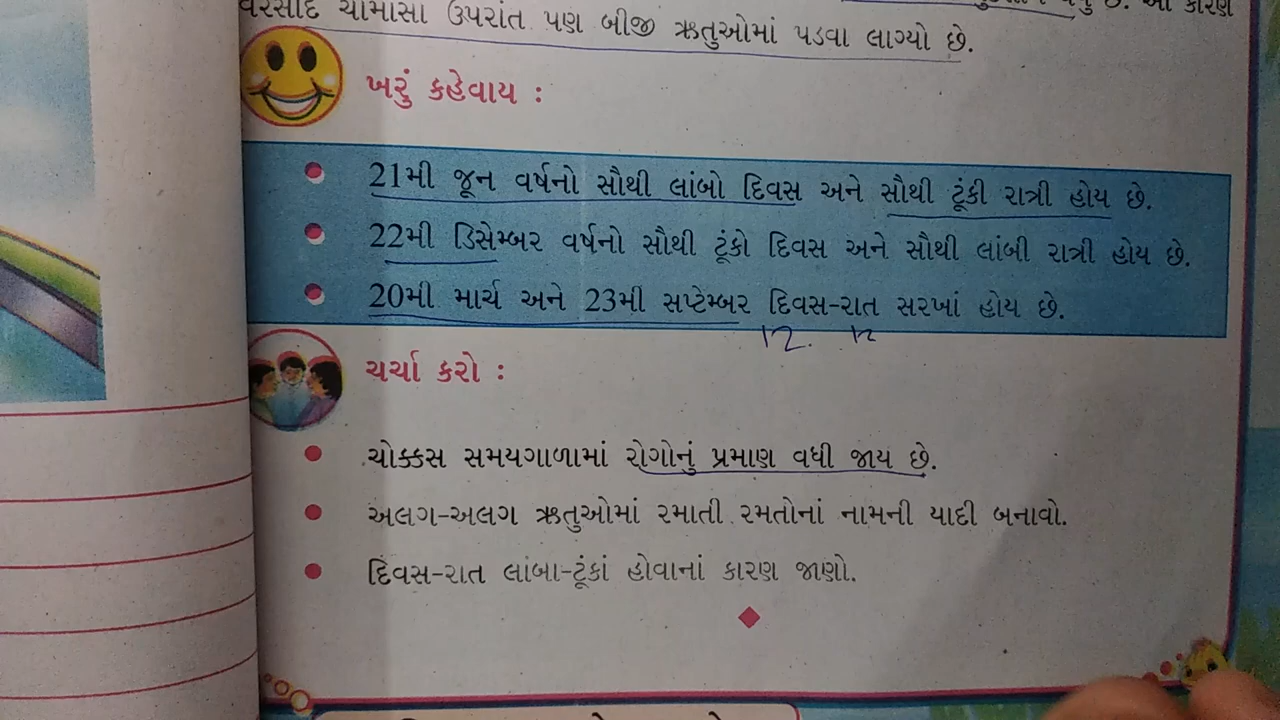 વરસાદ ચોમાસા ઉપરાંત પણ બીજી ઋતુઓમાં પડવા લાગ્યો છે.
ખરું કહેવાય :
21મી જૂન વર્ષનો સૌથી લાંબો દિવસ અને સૌથી ટૂંકી રાત્રી હોય છે.
22મી ડિસેમ્બર વર્ષનો સૌથી ટૂંકો દિવસ અને સૌથી લાંબી રાત્રી હોય છે.
20મી માર્ચ અને 23મી સપ્ટેમ્બર દિવસ-રાત સરખાં હોય છે.
12. 12
ચર્ચા કરો :
ચોક્કસ સમયગાળામાં રોગોનું પ્રમાણ વધી જાય છે.
અલગ-અલગ ઋતુઓમાં રમાતી રમતોનાં નામની યાદી બનાવો.
દિવસ-રાત લાંબા-ટૂંકાં હોવાનાં કારણ જાણો.